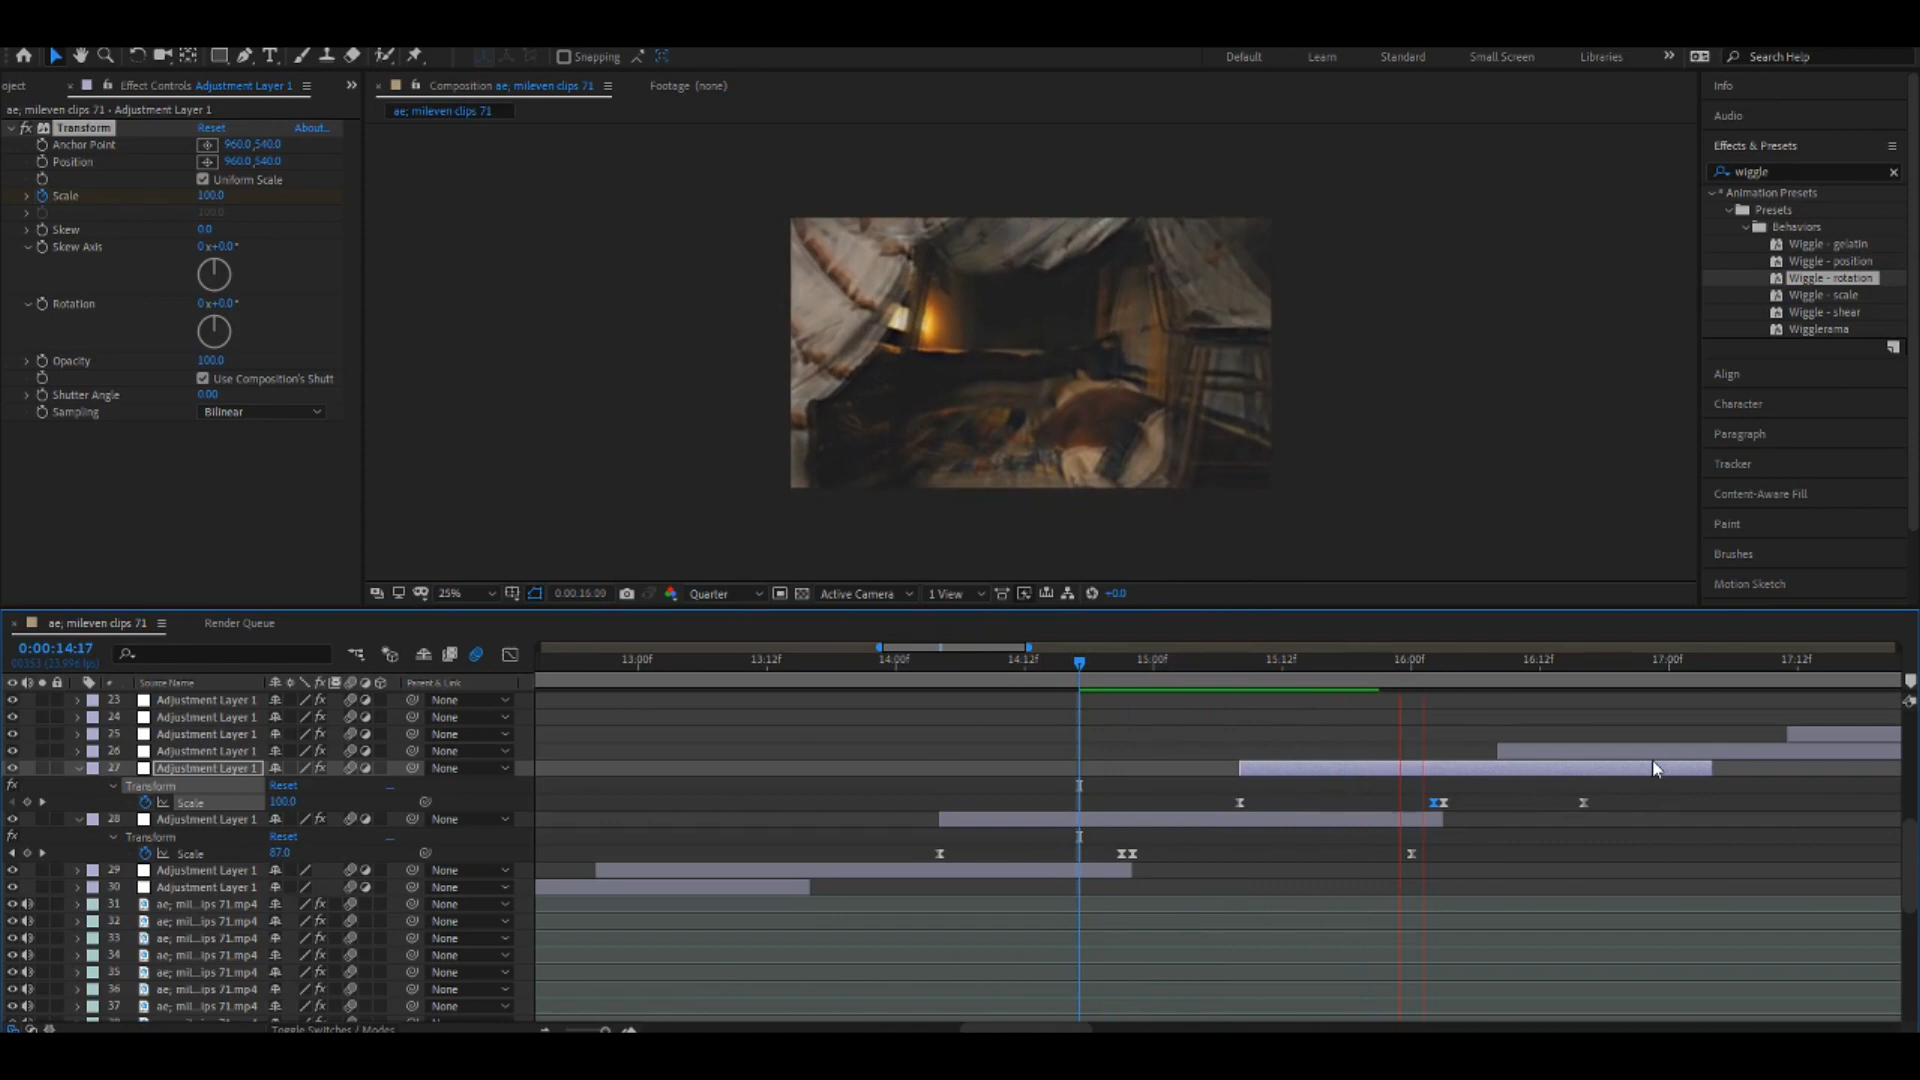 Snapping
Default
Learn
Standard
Small Screen
Libraries
Search Help
oject
Effect Controls Adjustment Layer 1
Composition ae; mileven clips 71
Footage (none)
ae; mileven clips 71
ae; mileven clips 71 • Adjustment Layer 1
fx Transform Reset About...
Anchor Point 960.0,540.0
Position 960.0,540.0
Uniform Scale
Scale 100.0
100.0
Skew 0.0
Skew Axis 0x+0.0°
Rotation 0x+0.0°
Opacity 100.0
Use Composition's Shutt
Shutter Angle 0.00
Sampling Bilinear
Info
Audio
Effects & Presets
wiggle
* Animation Presets
Presets
Behaviors
Wiggle - gelatin
Wiggle - position
Wiggle - rotation
Wiggle - scale
Wiggle - shear
Wigglerama
Align
Character
Paragraph
Tracker
Content-Aware Fill
Paint
Brushes
Motion Sketch
25% 0:00:16:09 Quarter Active Camera 1 View +0.0
ae; mileven clips 71 Render Queue
0:00:14:17
00353 (23.976 fps)
13:00f 13:12f 14:00f 14:12f 15:00f 15:12f 16:00f 16:12f 17:00f 17:12f
# Source Name fx Parent & Link
23 Adjustment Layer 1 fx None
24 Adjustment Layer 1 fx None
25 Adjustment Layer 1 fx None
26 Adjustment Layer 1 fx None
27 Adjustment Layer 1 fx None
fx Transform Reset
Scale 100.0
28 Adjustment Layer 1 fx None
fx Transform Reset
Scale 87.0
29 Adjustment Layer 1 fx None
30 Adjustment Layer 1 fx None
31 ae; mil...ips 71.mp4 fx None
32 ae; mil...ips 71.mp4 fx None
33 ae; mil...ips 71.mp4 fx None
34 ae; mil...ips 71.mp4 fx None
35 ae; mil...ips 71.mp4 fx None
36 ae; mil...ips 71.mp4 fx None
37 ae; mil...ips 71.mp4 fx None
Toggle Switches / Modes